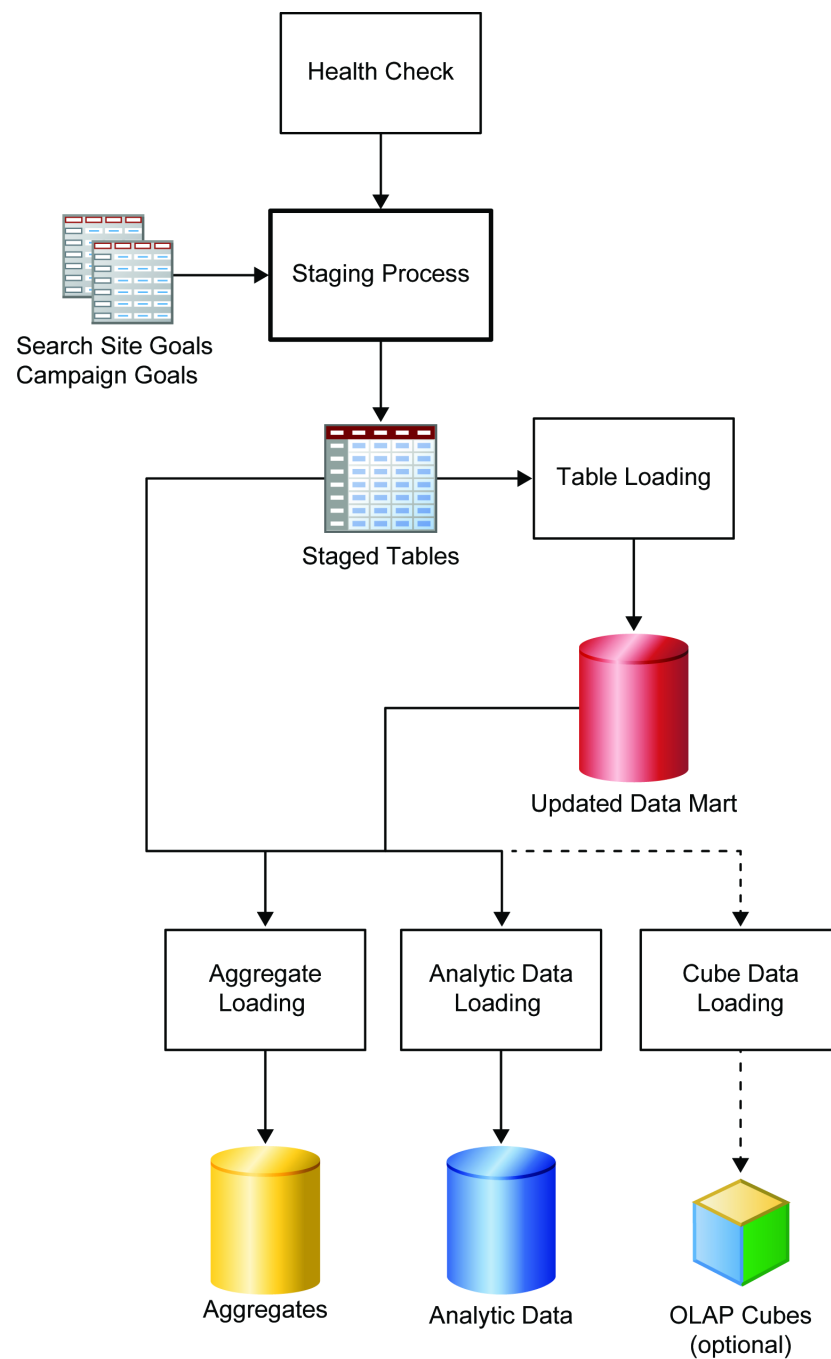 Health Check
Staging Process
Search Site Goals
Campaign Goals
Table Loading
Staged Tables
Updated Data Mart
Aggregate
Loading
Analytic Data
Loading
Cube Data
Loading
Aggregates
Analytic Data
OLAP Cubes
(optional)